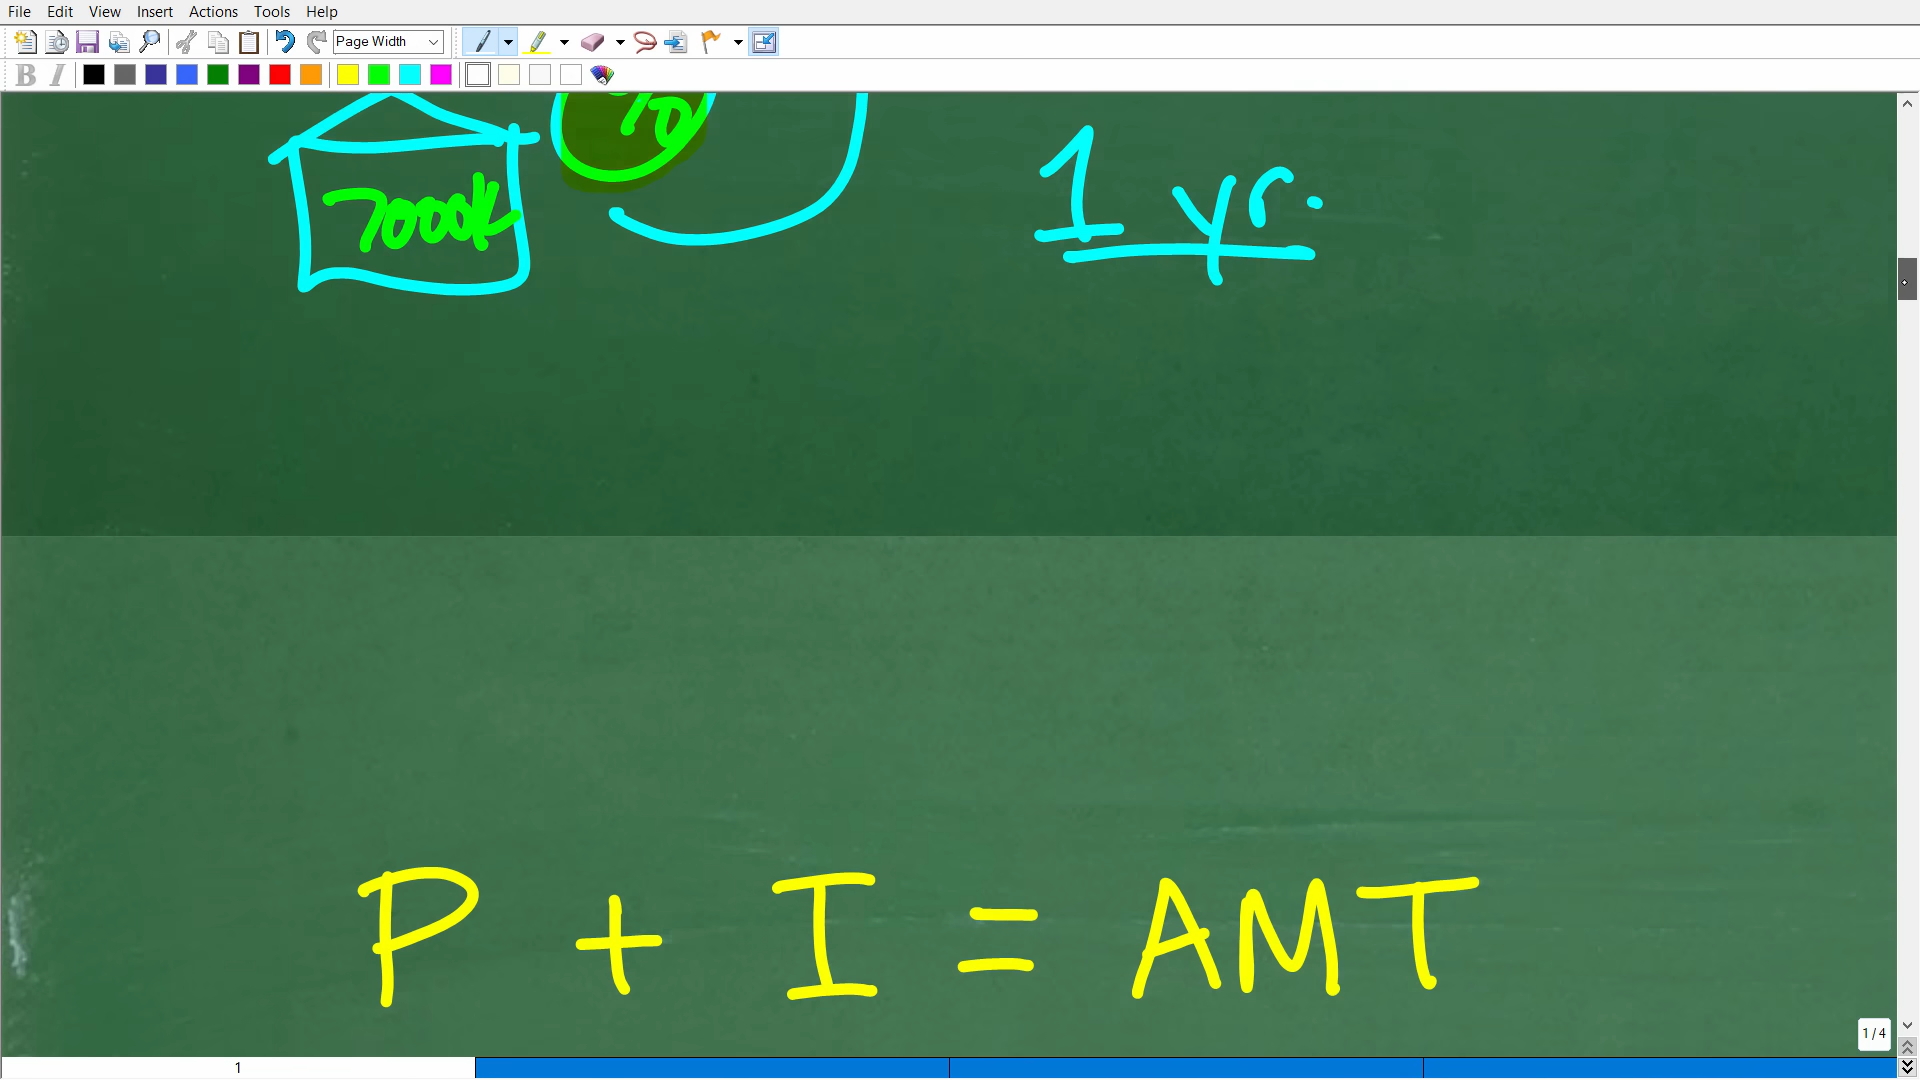 File Edit View Insert Actions Tools Help
Page Width
B I
%
7000k
1 yr.
P + I = AMT
1 / 4
1